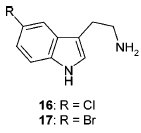 R
NH2
N
H
16: R = Cl
17: R = Br